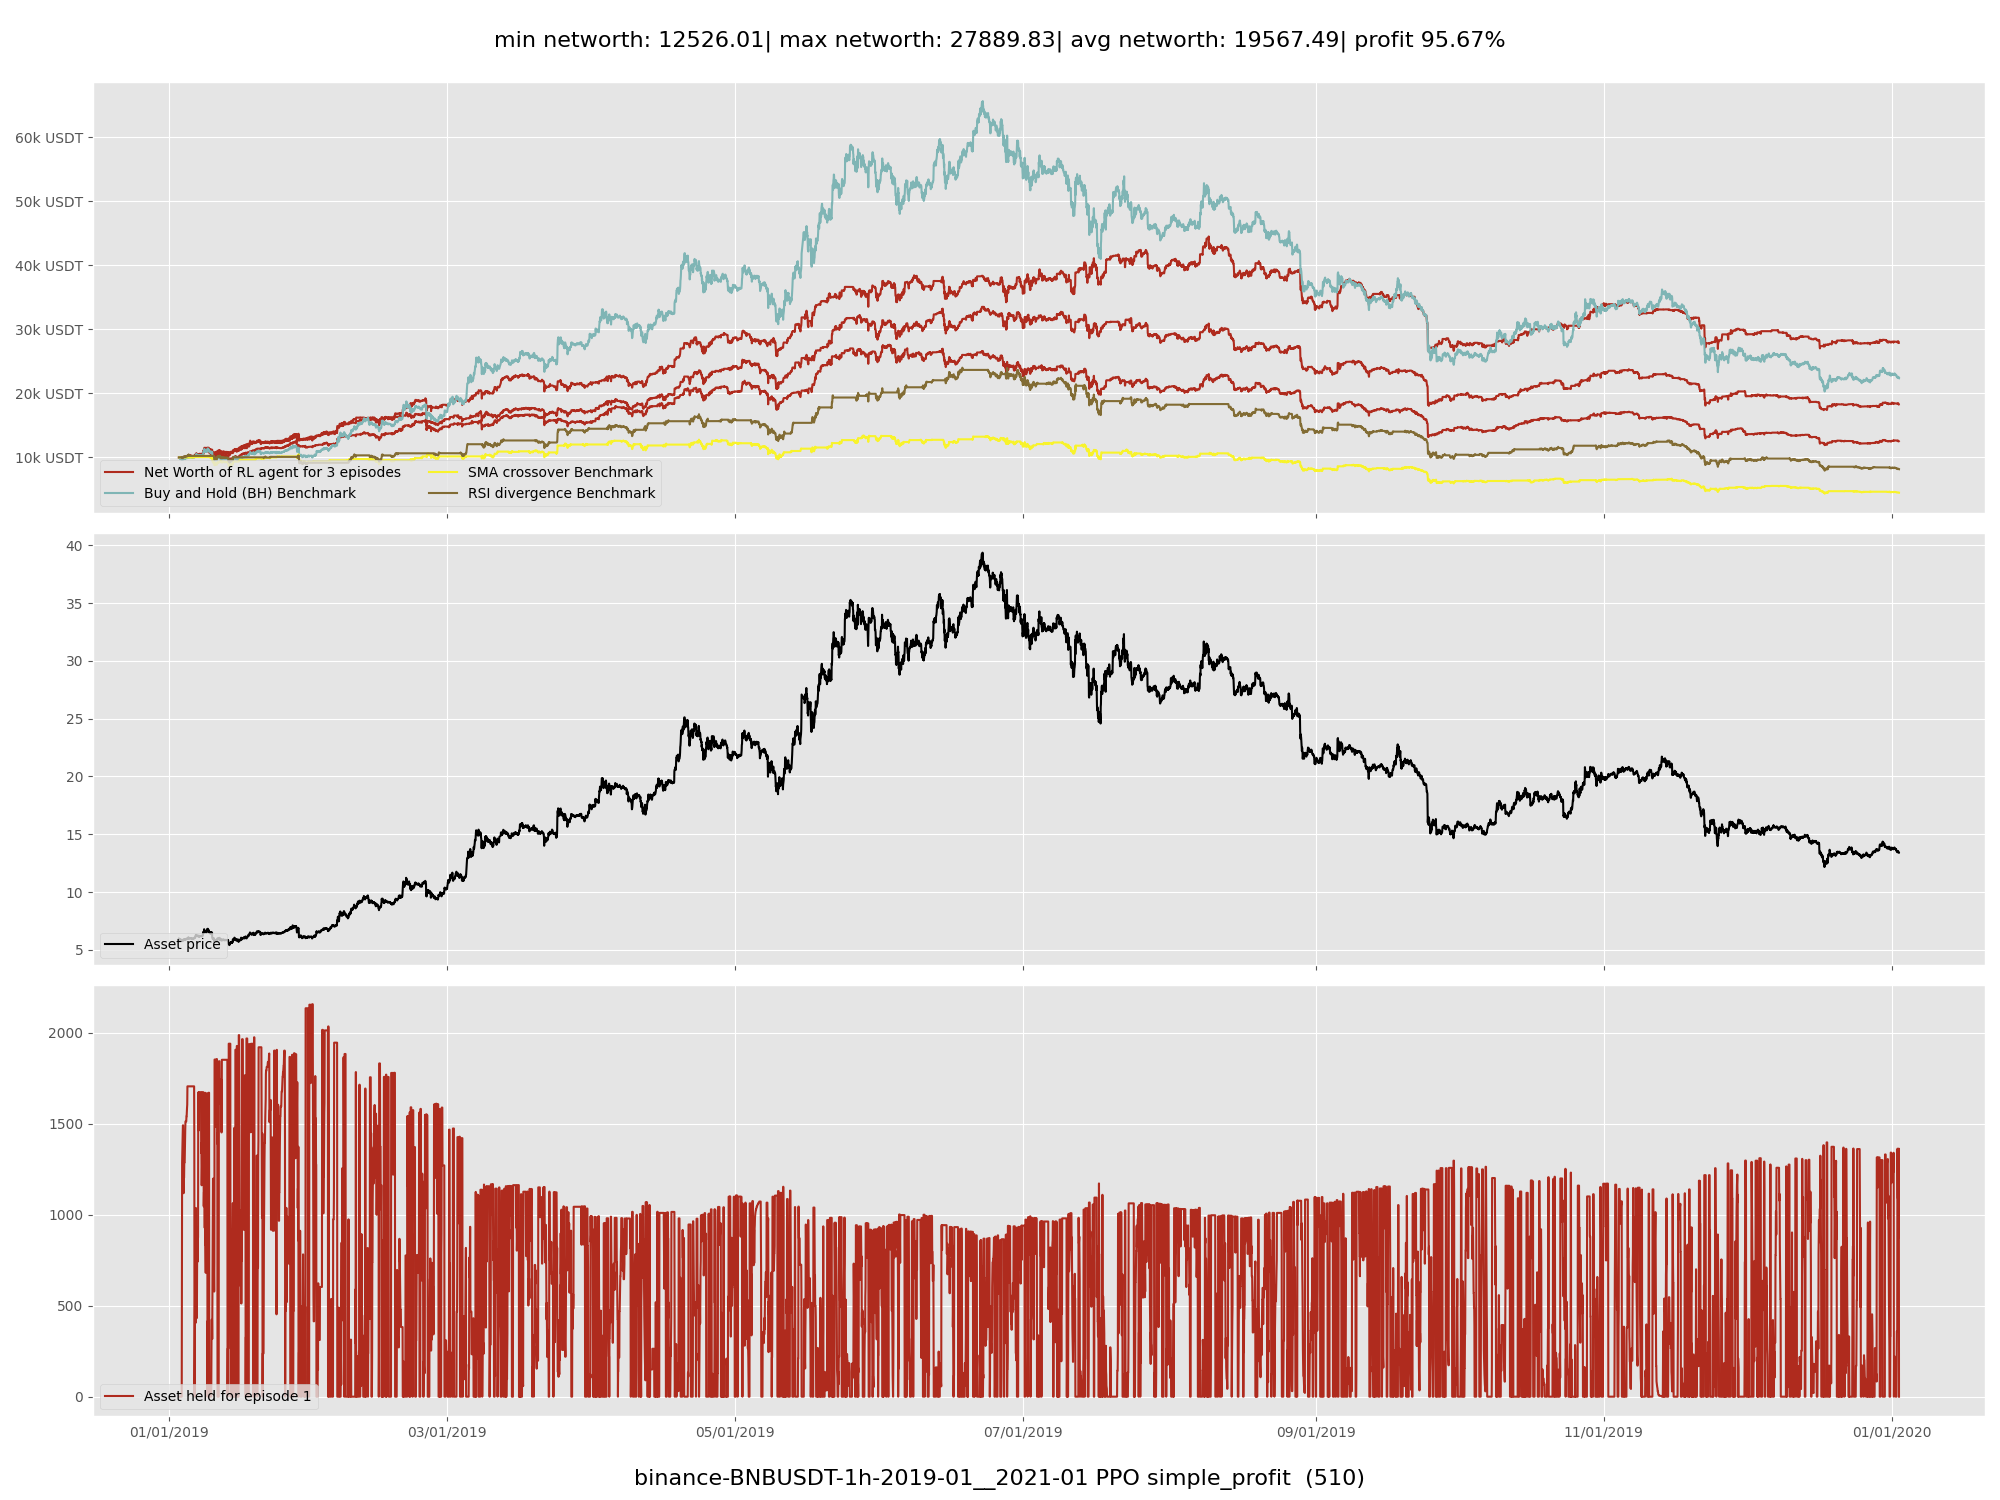 min networth: 12526.01| max networth: 27889.83| avg networth: 19567.49| profit 95.67%
60k USDT
50k USDT
40k USDT
30k USDT
20k USDT
10k USDT
Net Worth of RL agent for 3 episodes
Buy and Hold (BH) Benchmark
SMA crossover Benchmark
RSI divergence Benchmark
40
35
30
25
20
15
10
5
Asset price
2000
1500
1000
500
0
Asset held for episode 1
01/01/2019 03/01/2019 05/01/2019 07/01/2019 09/01/2019 11/01/2019 01/01/2020
binance-BNBUSDT-1h-2019-01__2021-01 PPO simple_profit (510)